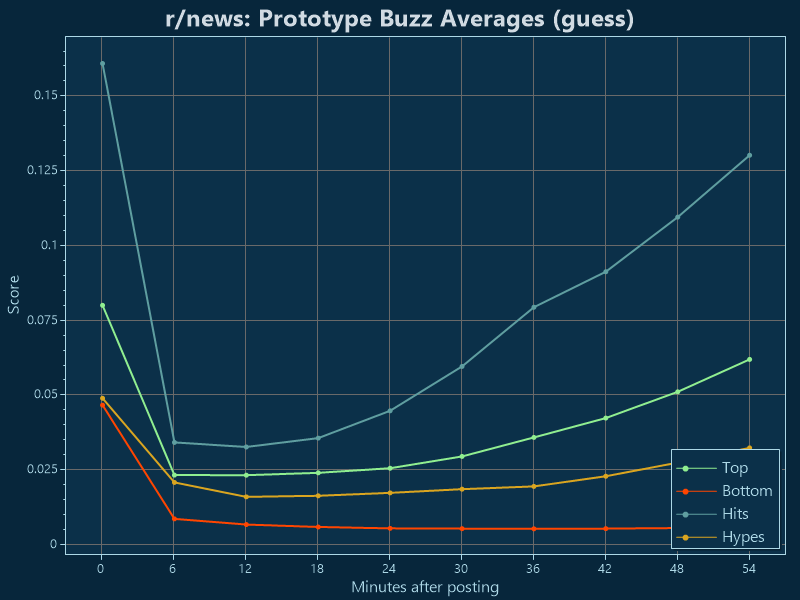 r/news: Prototype Buzz Averages (guess)
Score
0.15
0.125
0.1
0.075
0.05
0.025
0
0 6 12 18 24 30 36 42 48 54
Minutes after posting
Top
Bottom
Hits
Hypes